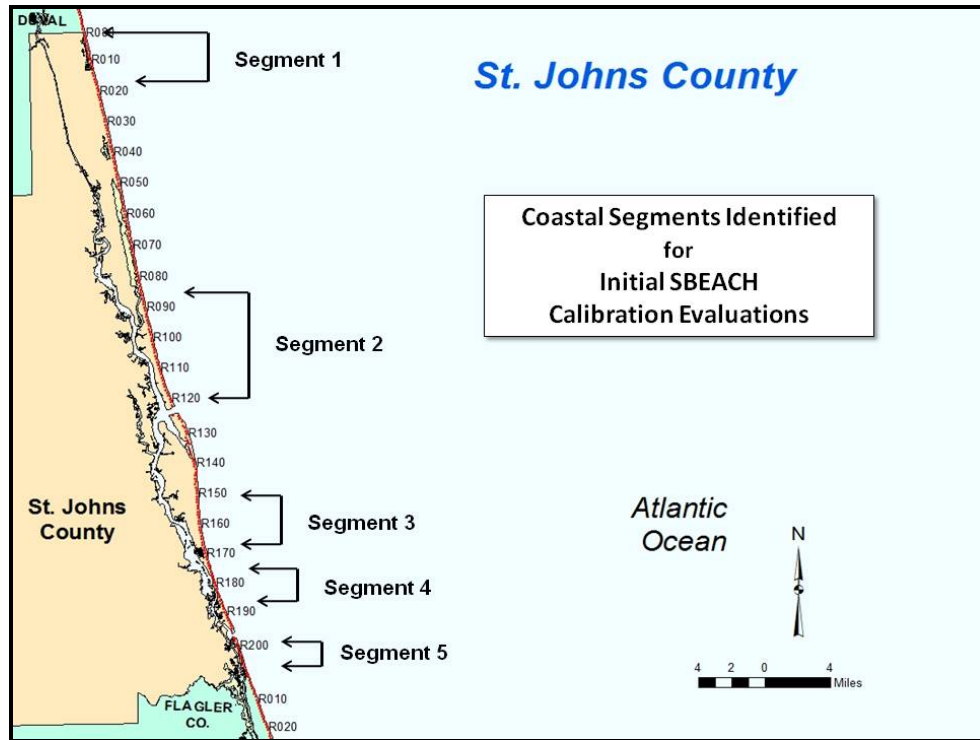 DUVAL
R080
Segment 1
R010
R020
R030
R040
R050
R060
R070
R080
R090
R100
R110
R120
Segment 2
R130
R140
R150
R160
R170
Segment 3
R180
R190
Segment 4
R200
Segment 5
R010
R020
FLAGLER
CO.
St. Johns
County
St. Johns County
Coastal Segments Identified
for
Initial SBEACH
Calibration Evaluations
Atlantic
Ocean
N
4 2 0 4
Miles